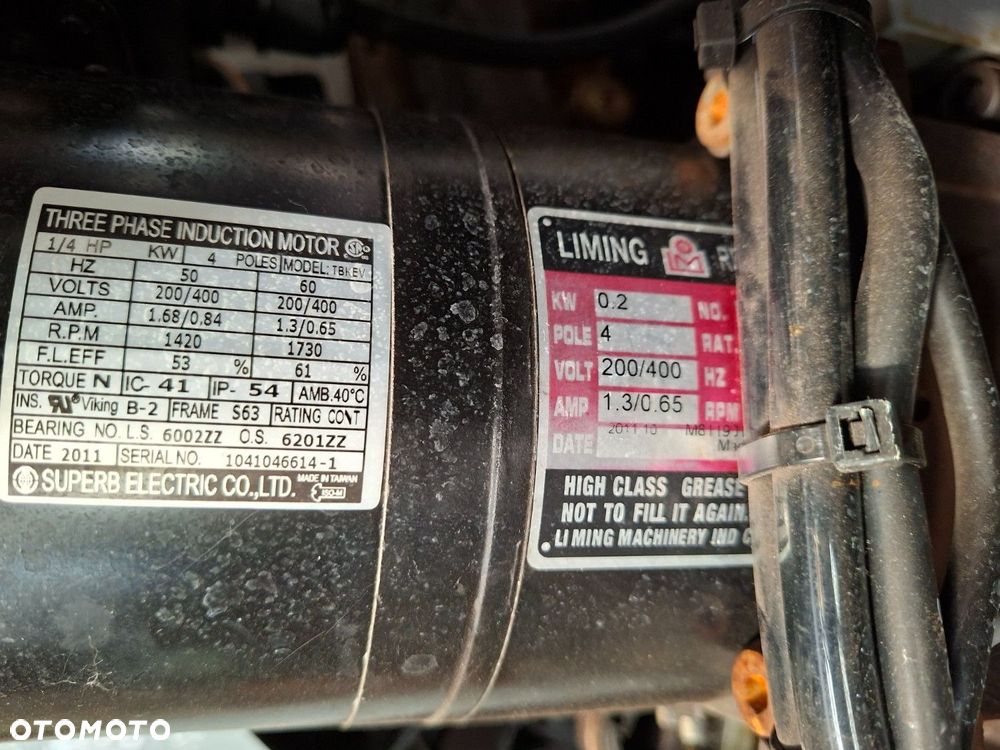 THREE PHASE INDUCTION MOTOR
1/4 HP KW 4 POLES MODEL: TBKEV
HZ 50 60
VOLTS 200/400 200/400
AMP. 1.68/0.84 1.3/0.65
R.P.M 1420 1730
F.L.EFF 53 % 61 %
TORQUE N IC- 41 IP- 54 AMB.40°C
INS. Viking B-2 FRAME S63 RATING CONT
BEARING NO. L.S. 6002ZZ O.S. 6201ZZ
DATE 2011 SERIAL NO. 1041046614-1
SUPERB ELECTRIC CO.,LTD. MADE IN TAIWAN ISO-M
LIMING
KW 0.2 NO.
POLE 4 RAT.
VOLT 200/400 HZ
AMP 1.3/0.65 RPM
DATE 2011.10
HIGH CLASS GREASE
NOT TO FILL IT AGAIN.
LI MING MACHINERY IND
OTOMOTO